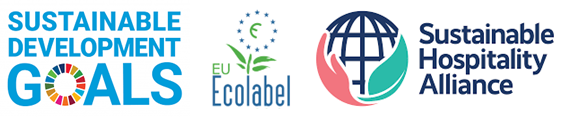 SUSTAINABLE
DEVELOPMENT
GOALS
€
EU
Ecolabel
Sustainable
Hospitality
Alliance